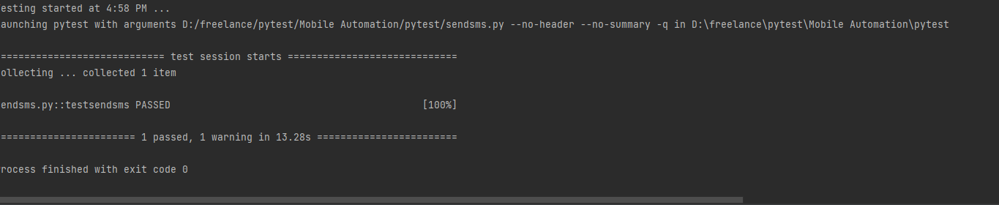 esting started at 4:58 PM ...
aunching pytest with arguments D:/freelance/pytest/Mobile Automation/pytest/sendsms.py --no-header --no-summary -q in D:\freelance\pytest\Mobile Automation\pytest
============================ test session starts =============================
ollecting ... collected 1 item
endsms.py::testsendsms PASSED [100%]
======================= 1 passed, 1 warning in 13.28s ========================
rocess finished with exit code 0